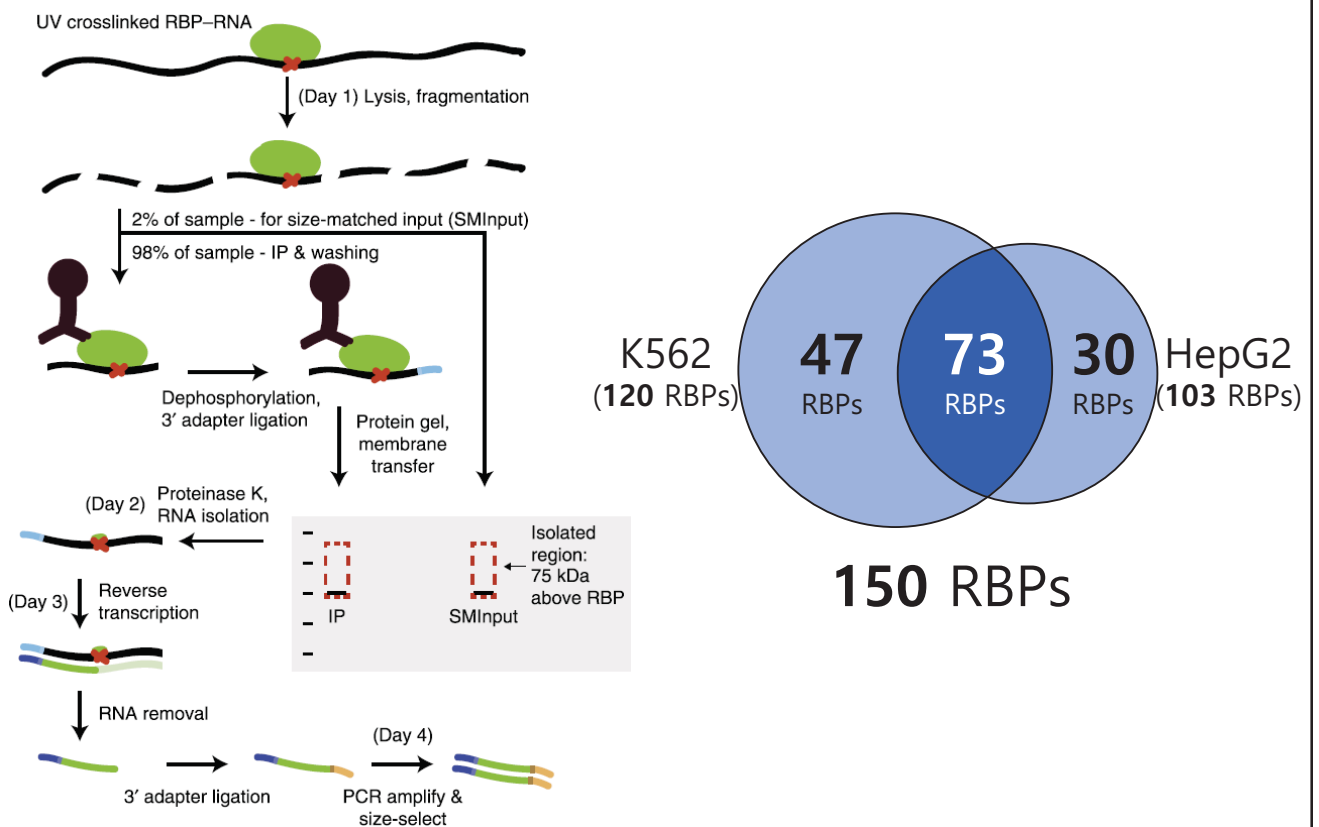 UV crosslinked RBP–RNA
(Day 1) Lysis, fragmentation
2% of sample - for size-matched input (SMInput)
98% of sample - IP & washing
Dephosphorylation,
3′ adapter ligation
Protein gel,
membrane
transfer
(Day 2)
Proteinase K,
RNA isolation
Isolated
region:
75 kDa
above RBP
IP
SMInput
(Day 3)
Reverse
transcription
RNA removal
3′ adapter ligation
(Day 4)
PCR amplify &
size-select
K562
(120 RBPs)
47
RBPs
73
RBPs
30
RBPs
HepG2
(103 RBPs)
150 RBPs